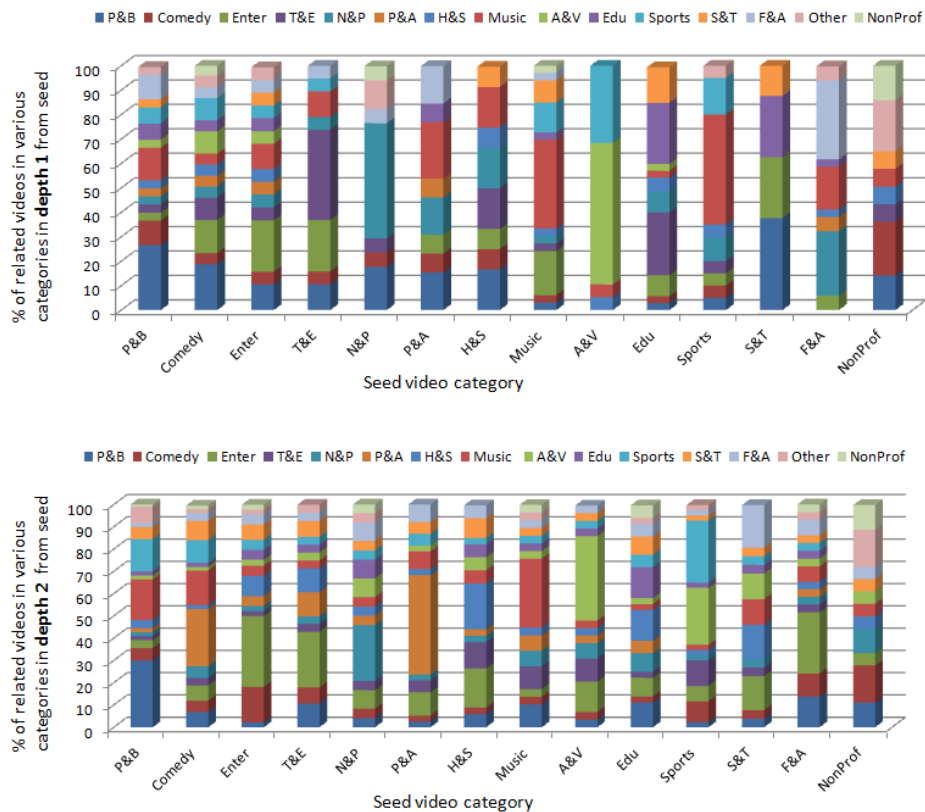 P&B Comedy Enter T&E N&P P&A H&S Music A&V Edu Sports S&T F&A Other NonProf
% of related videos in various
categories in depth 1 from seed
100
90
80
70
60
50
40
30
20
10
0
P&B Comedy Enter T&E N&P P&A H&S Music A&V Edu Sports S&T F&A NonProf
Seed video category
P&B Comedy Enter T&E N&P P&A H&S Music A&V Edu Sports S&T F&A Other NonProf
% of related videos in various
categories in depth 2 from seed
100
90
80
70
60
50
40
30
20
10
0
P&B Comedy Enter T&E N&P P&A H&S Music A&V Edu Sports S&T F&A NonProf
Seed video category